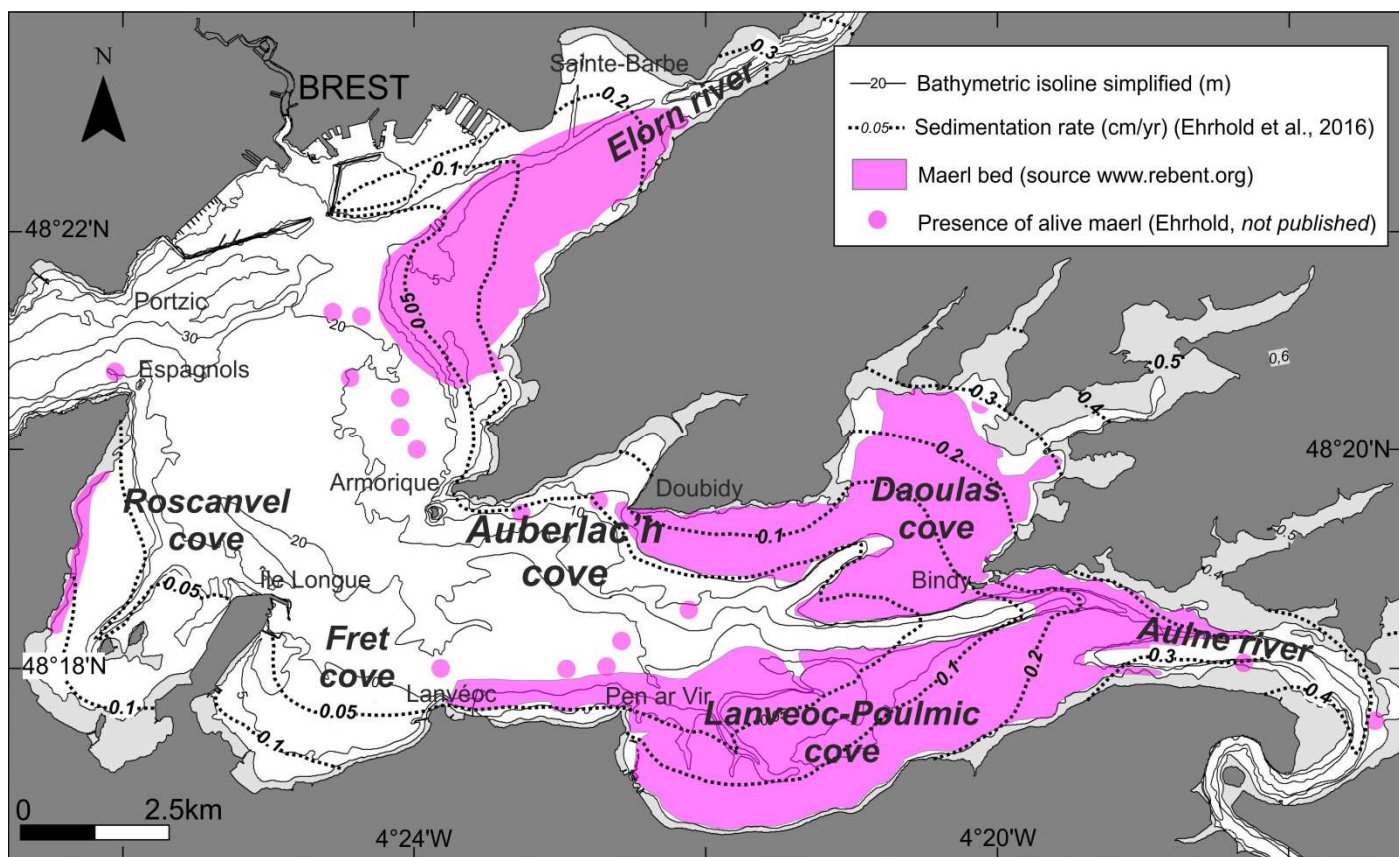 N
BREST
Sainte-Barbe
0.3
0.2
Elorn river
0.1
20 Bathymetric isoline simplified (m)
0.05 Sedimentation rate (cm/yr) (Ehrhold et al., 2016)
Maerl bed (source www.rebent.org)
Presence of alive maerl (Ehrhold, not published)
48°22'N
5
Portzic
0.05
20
30
Espagnols
0.5
0,6
0.3
0.4
48°20'N
0.2
Armorique
Doubidy
Roscanvel
cove
10
Auberlac'h
cove
0.1
Daoulas
cove
0.5
20
Île Longue
0.05
Bindy
0.4
Fret
cove
Aulne river
48°18'N
0.3
0.1
0.2
Lanvéoc
Pen ar Vir
0.4
0.1
0.05
Lanveoc-Poulmic
cove
0.1
0
2.5km
4°24'W
4°20'W